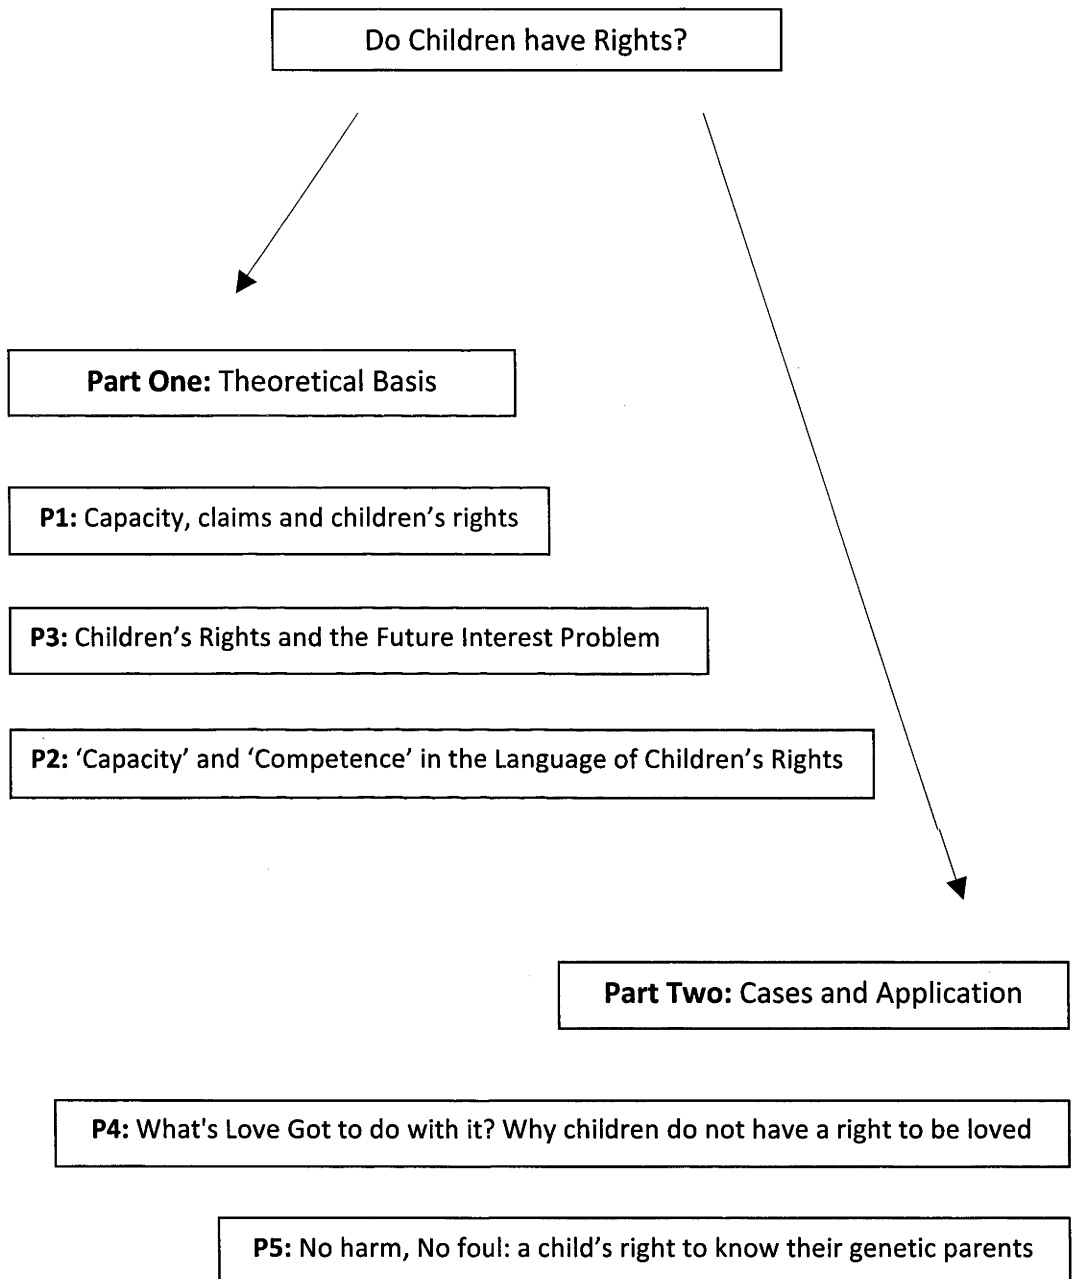 Do Children have Rights?
Part One: Theoretical Basis
P1: Capacity, claims and children's rights
P3: Children's Rights and the Future Interest Problem
P2: ‘Capacity’ and ‘Competence’ in the Language of Children's Rights
Part Two: Cases and Application
P4: What's Love Got to do with it? Why children do not have a right to be loved
P5: No harm, No foul: a child's right to know their genetic parents